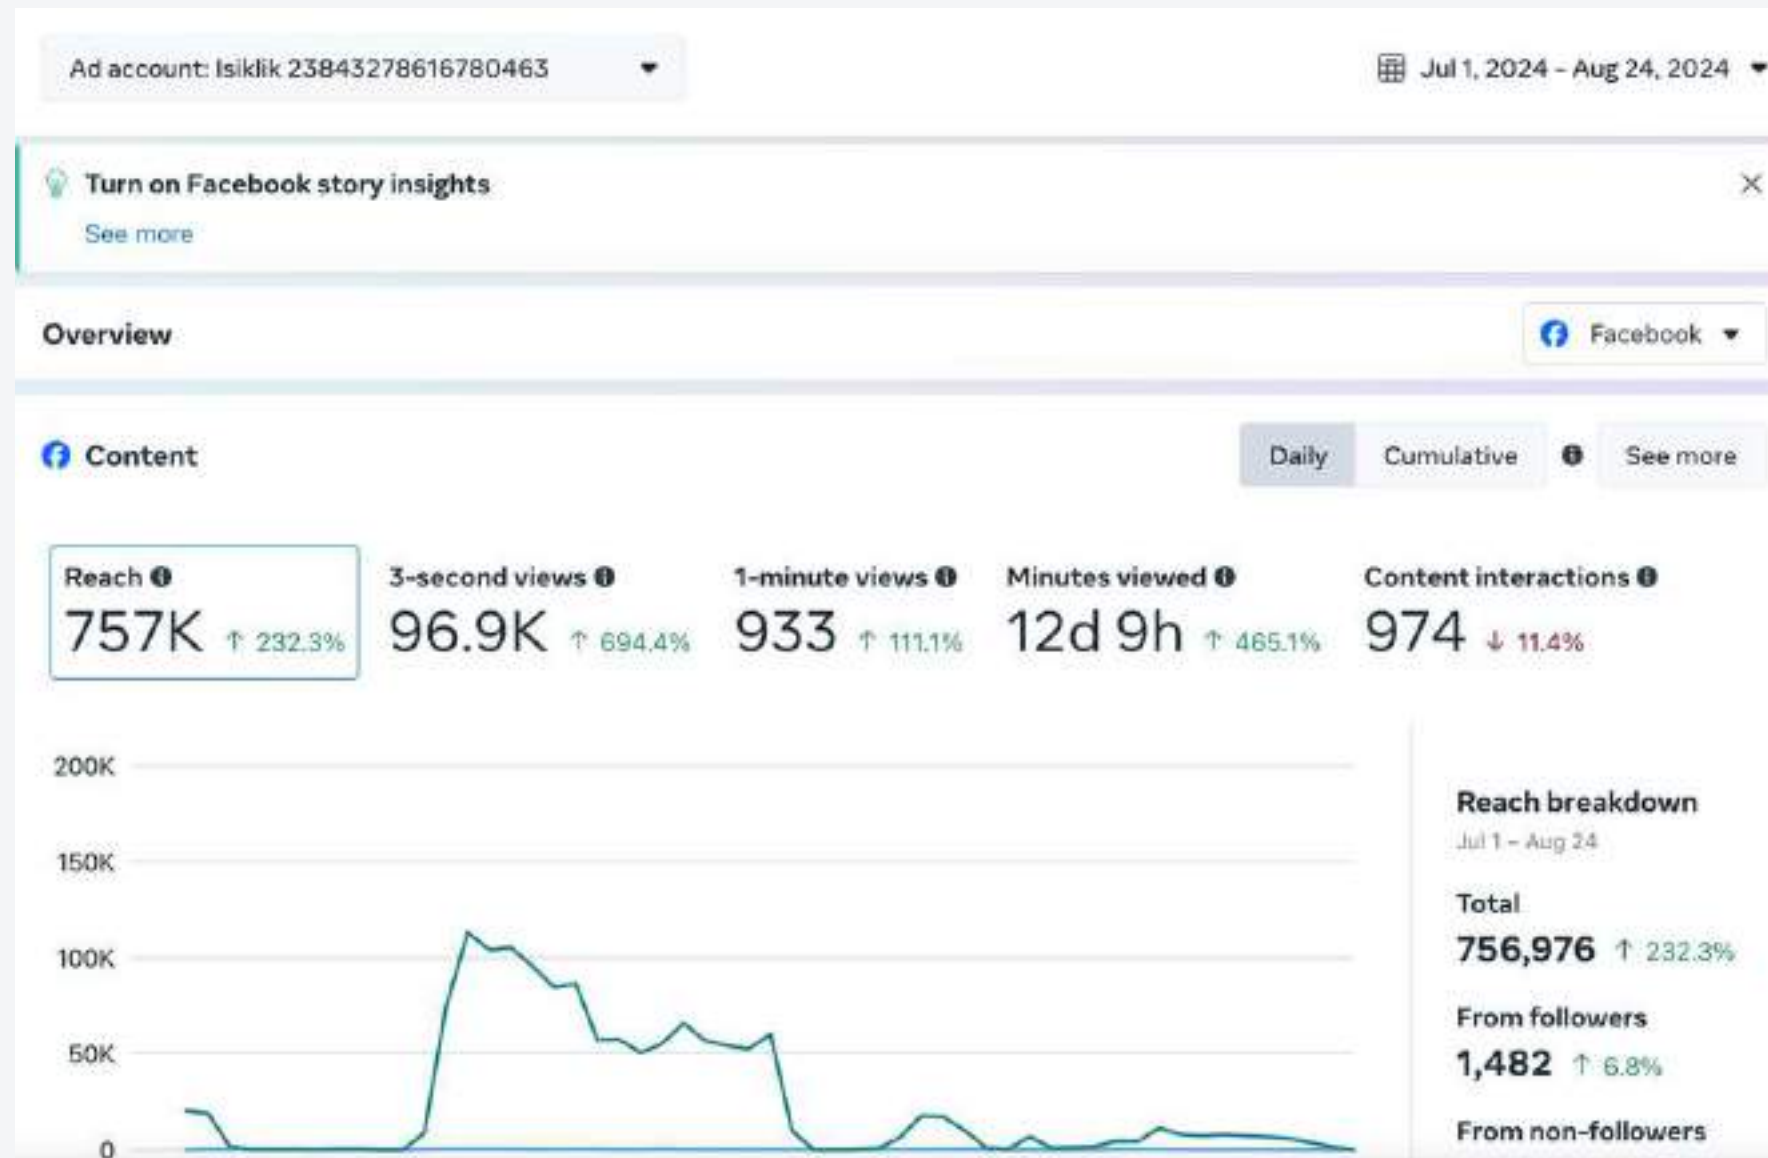 Ad account: Isiklik 23843278616780463
Jul 1, 2024 – Aug 24, 2024
Turn on Facebook story insights
See more
Overview
Facebook
Content
Daily
Cumulative
See more
Reach
757K ↑ 232.3%
3-second views
96.9K ↑ 694.4%
1-minute views
933 ↑ 111.1%
Minutes viewed
12d 9h ↑ 465.1%
Content interactions
974 ↓ 11.4%
200K
150K
100K
50K
0
Reach breakdown
Jul 1 – Aug 24
Total
756,976 ↑ 232.3%
From followers
1,482 ↑ 6.8%
From non-followers